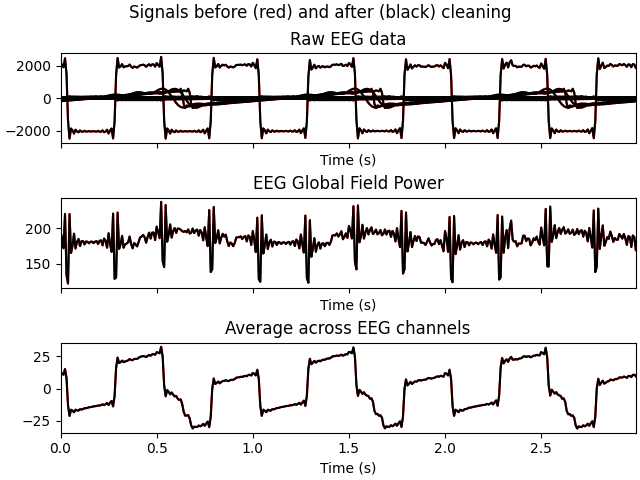 Signals before (red) and after (black) cleaning
Raw EEG data
2000
0
−2000
Time (s)
EEG Global Field Power
200
150
Time (s)
Average across EEG channels
25
0
−25
0.0 0.5 1.0 1.5 2.0 2.5
Time (s)